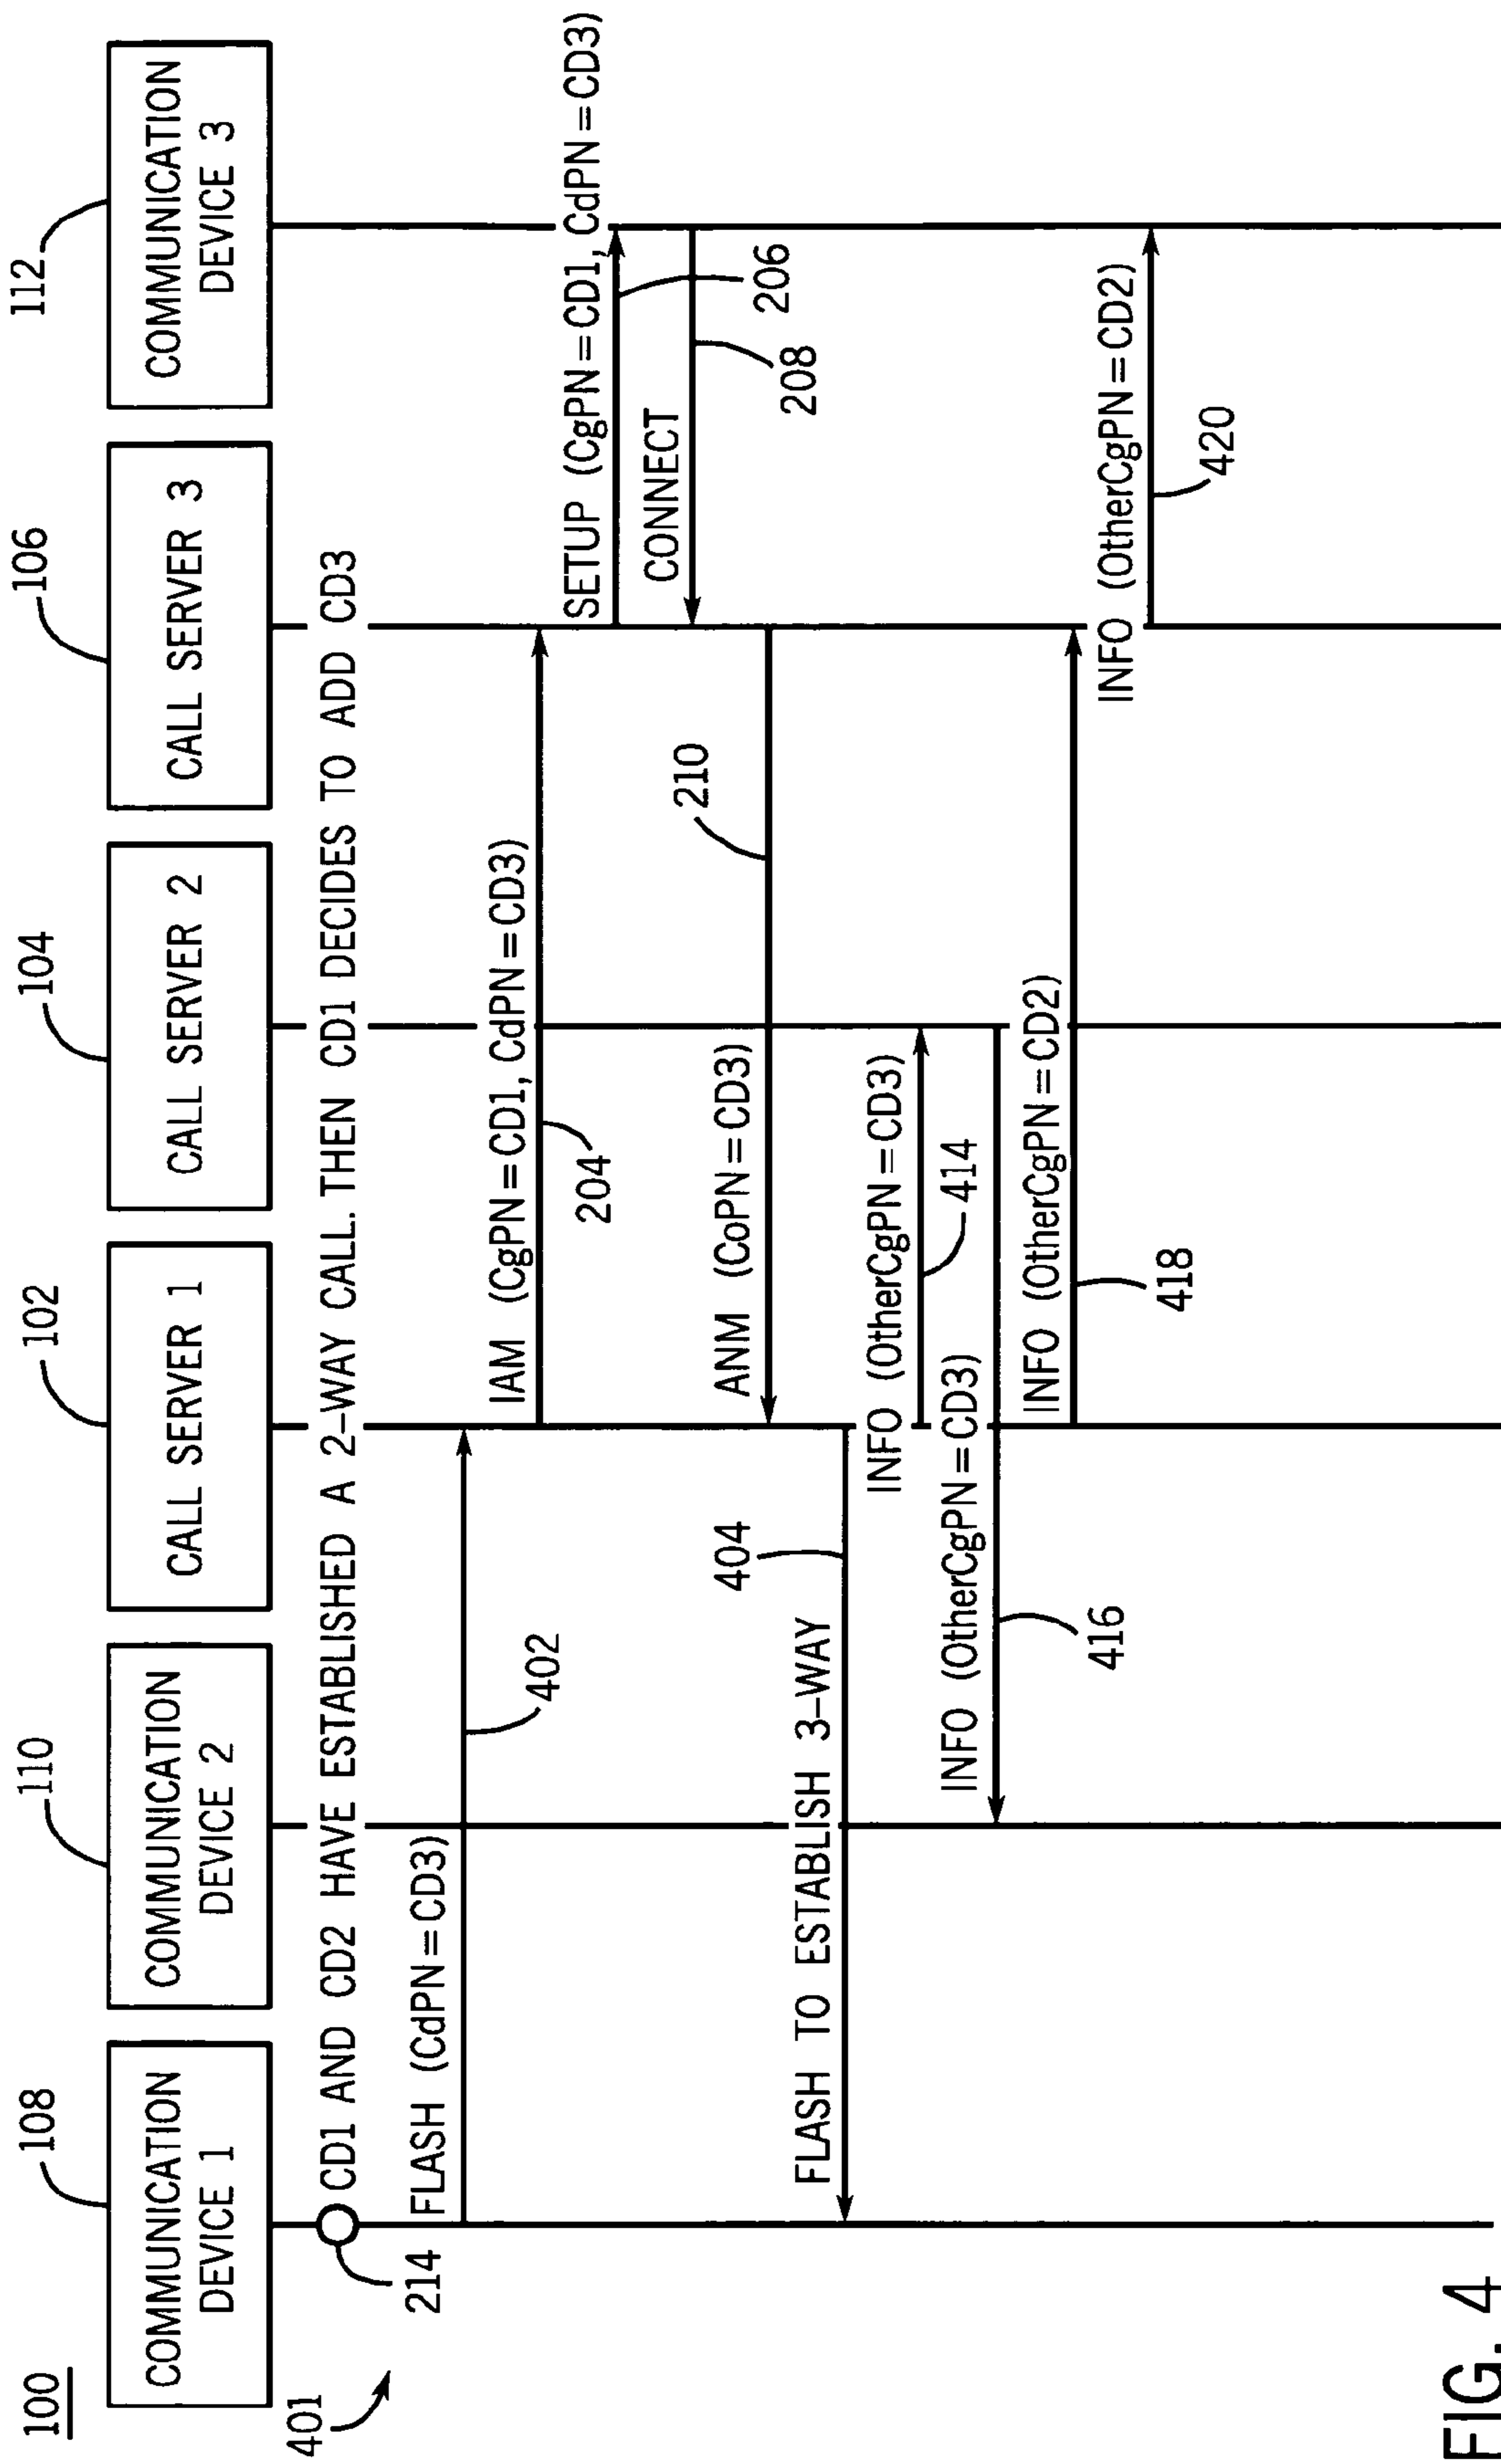 100
108
110
102
104
106
112
COMMUNICATION
DEVICE 1
COMMUNICATION
DEVICE 2
CALL SERVER 1
CALL SERVER 2
CALL SERVER 3
COMMUNICATION
DEVICE 3
401
214
CD1 AND CD2 HAVE ESTABLISHED A 2-WAY CALL. THEN CD1 DECIDES TO ADD CD3
FLASH (CdPN=CD3)
402
IAM (CgPN=CD1, CdPN=CD3)
204
SETUP (CgPN=CD1, CdPN=CD3)
206
CONNECT
208
ANM (CoPN=CD3)
210
FLASH TO ESTABLISH 3-WAY
404
INFO (OtherCgPN=CD3)
414
INFO (OtherCgPN=CD3)
416
INFO (OtherCgPN=CD2)
418
INFO (OtherCgPN=CD2)
420
FIG. 4